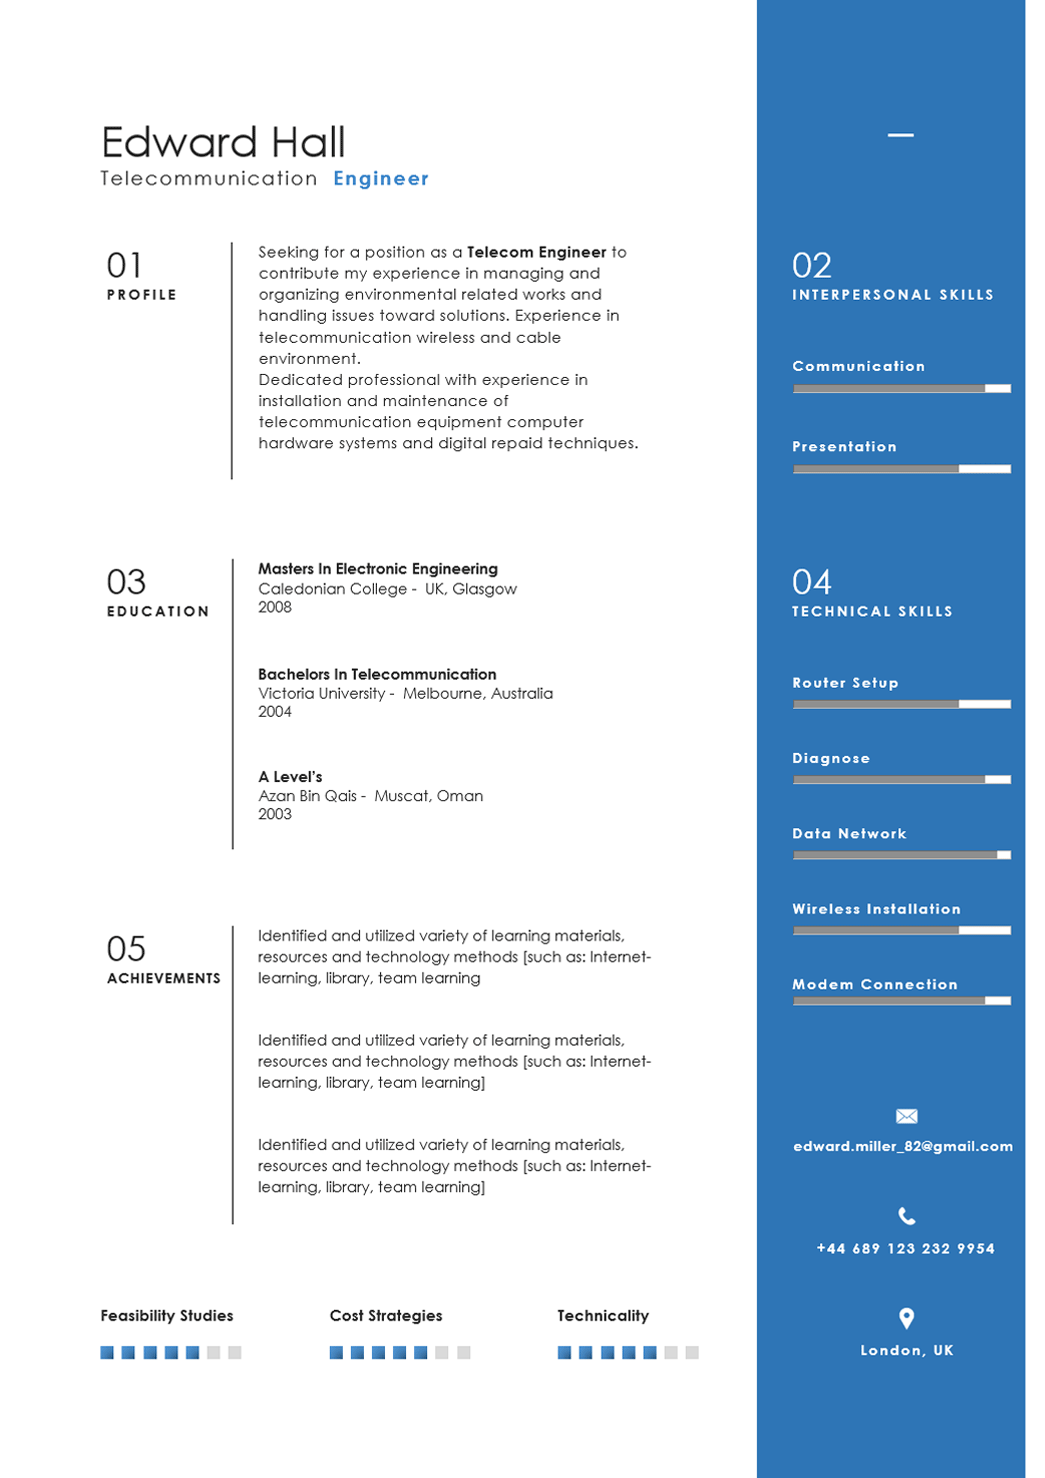 Edward Hall
Telecommunication Engineer
01
PROFILE
Seeking for a position as a Telecom Engineer to
contribute my experience in managing and
organizing environmental related works and
handling issues toward solutions. Experience in
telecommunication wireless and cable
environment.
Dedicated professional with experience in
installation and maintenance of
telecommunication equipment computer
hardware systems and digital repaid techniques.
02
INTERPERSONAL SKILLS
Communication
Presentation
03
EDUCATION
Masters In Electronic Engineering
Caledonian College - UK, Glasgow
2008
Bachelors In Telecommunication
Victoria University - Melbourne, Australia
2004
A Level's
Azan Bin Qais - Muscat, Oman
2003
04
TECHNICAL SKILLS
Router Setup
Diagnose
Data Network
Wireless Installation
Modem Connection
05
ACHIEVEMENTS
Identified and utilized variety of learning materials,
resources and technology methods [such as: Internet-
learning, library, team learning
Identified and utilized variety of learning materials,
resources and technology methods [such as: Internet-
learning, library, team learning]
Identified and utilized variety of learning materials,
resources and technology methods [such as: Internet-
learning, library, team learning]
edward.miller_82@gmail.com
+44 689 123 232 9954
London, UK
Feasibility Studies
Cost Strategies
Technicality